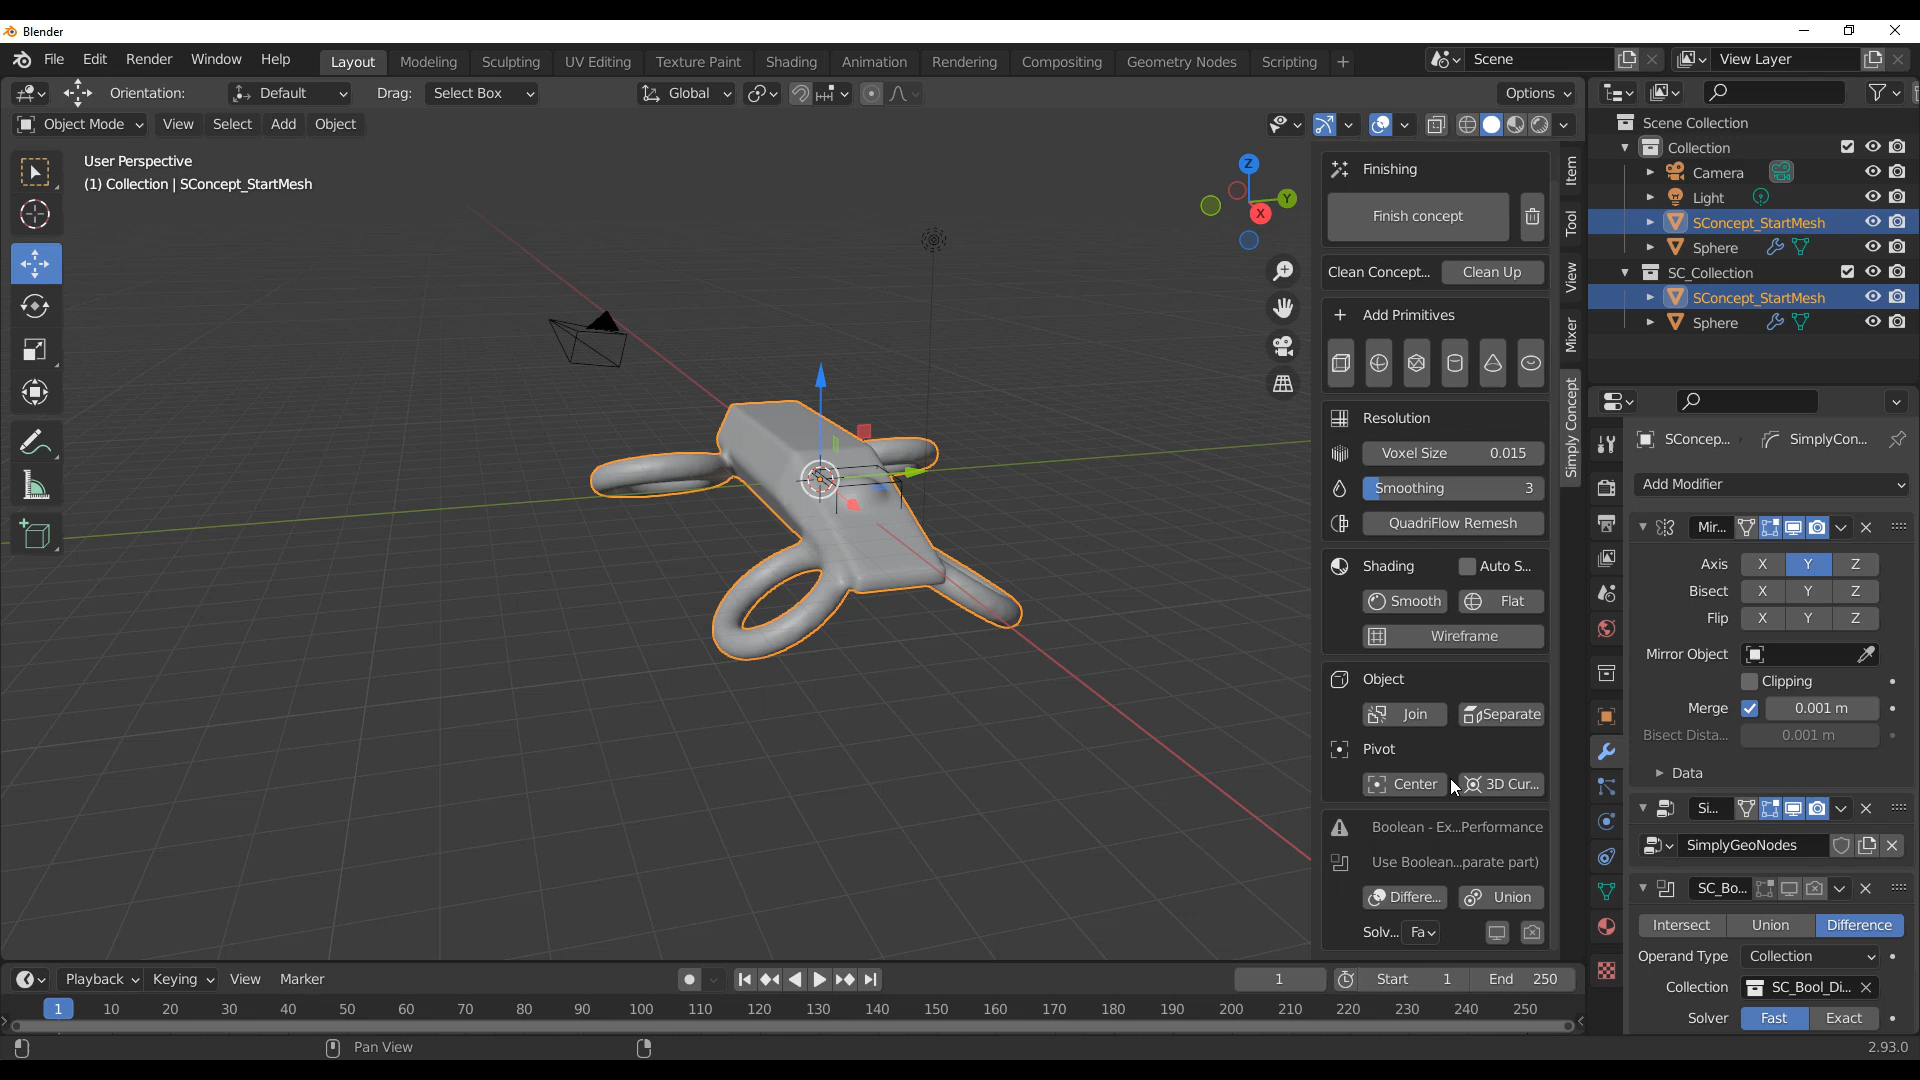 Blender
File Edit Render Window Help Layout Modeling Sculpting UV Editing Texture Paint Shading Animation Rendering Compositing Geometry Nodes Scripting + Scene View Layer
Orientation: Default Drag: Select Box Global Options
Object Mode View Select Add Object
User Perspective
(1) Collection | SConcept_StartMesh
Z
Y
X
Finishing
Finish concept
Clean Concept... Clean Up
Add Primitives
Resolution
Voxel Size 0.015
Smoothing 3
QuadriFlow Remesh
Shading Auto S...
Smooth Flat
Wireframe
Object
Join Separate
Pivot
Center 3D Cur...
Boolean - Ex...Performance
Use Boolean...parate part)
Differe... Union
Solv... Fa
Item
Tool
View
Mixer
Simply Concept
Scene Collection
Collection
Camera
Light
SConcept_StartMesh
Sphere
SC_Collection
SConcept_StartMesh
Sphere
SConcep... SimplyCon...
Add Modifier
Mir...
Axis X Y Z
Bisect X Y Z
Flip X Y Z
Mirror Object
Clipping
Merge 0.001 m
Bisect Dista... 0.001 m
Data
Si...
SimplyGeoNodes
SC_Bo...
Intersect Union Difference
Operand Type Collection
Collection SC_Bool_Di...
Solver Fast Exact
Playback Keying View Marker 1 Start 1 End 250
1 10 20 30 40 50 60 70 80 90 100 110 120 130 140 150 160 170 180 190 200 210 220 230 240 250
Pan View
2.93.0